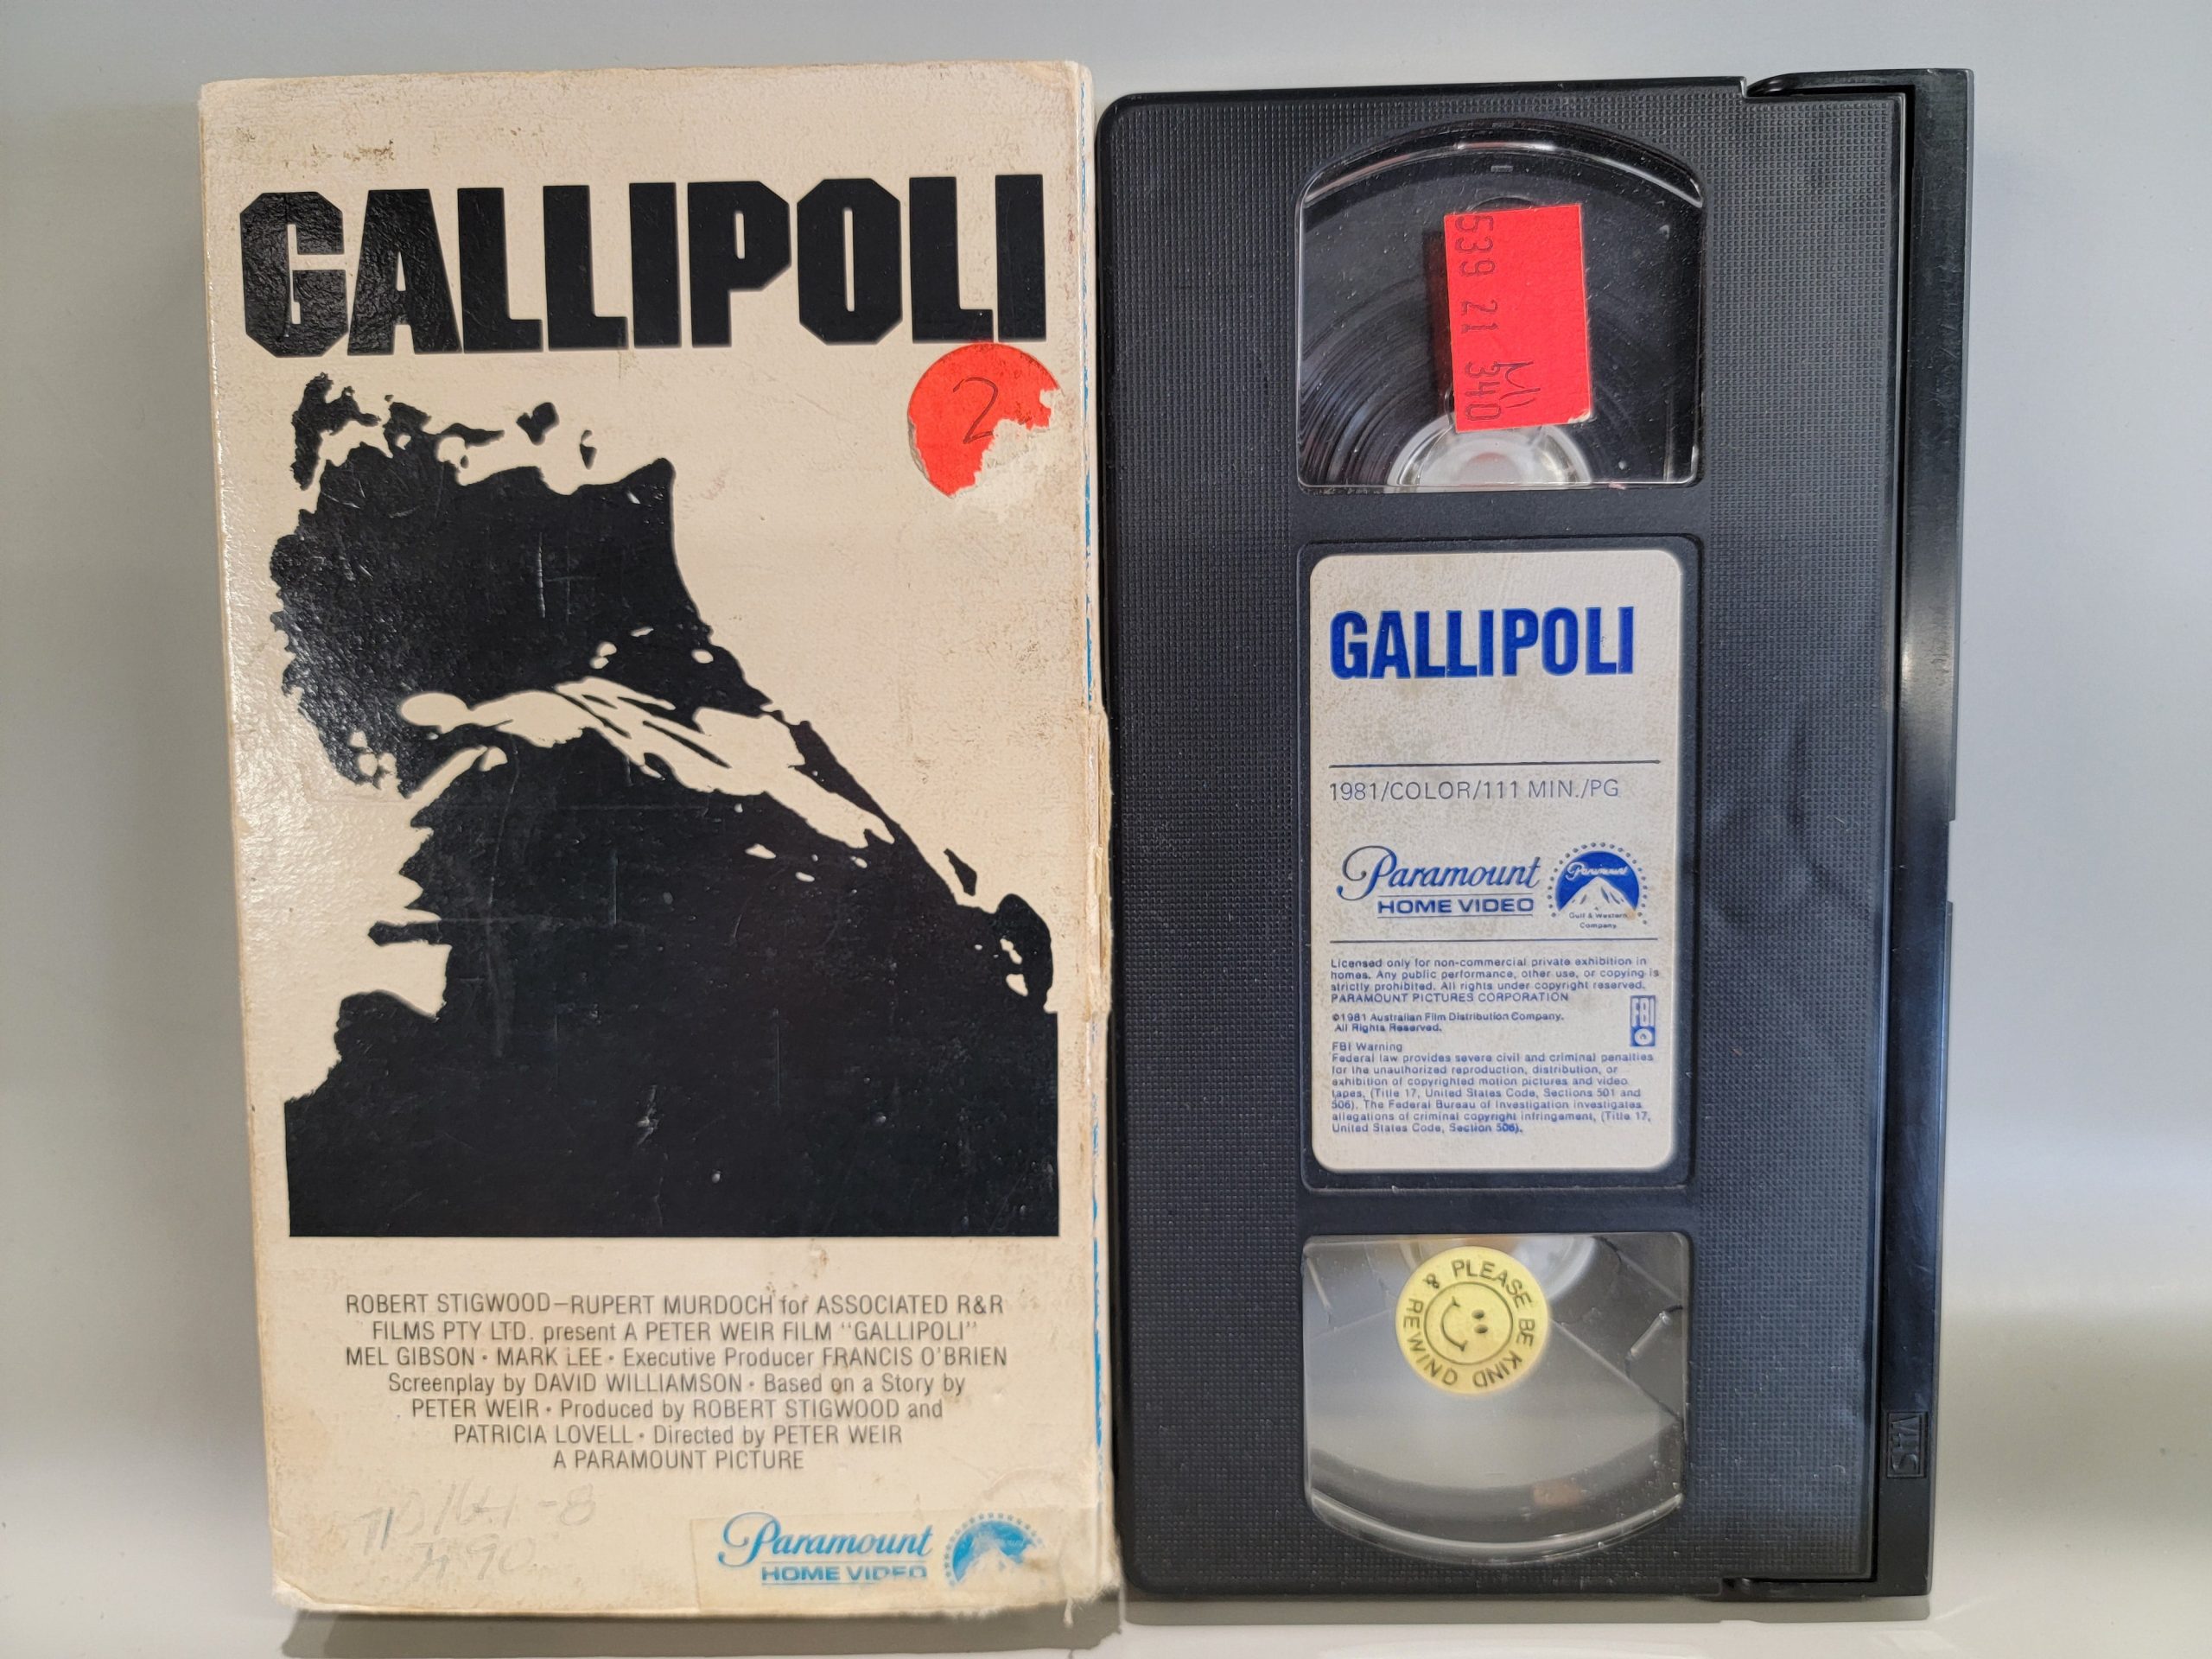 GALLIPOLI
2
ROBERT STIGWOOD–RUPERT MURDOCH for ASSOCIATED R&R
FILMS PTY LTD. present A PETER WEIR FILM "GALLIPOLI"
MEL GIBSON • MARK LEE • Executive Producer FRANCIS O'BRIEN
Screenplay by DAVID WILLIAMSON • Based on a Story by
PETER WEIR • Produced by ROBERT STIGWOOD and
PATRICIA LOVELL • Directed by PETER WEIR
A PARAMOUNT PICTURE
Paramount
HOME VIDEO
539 21 340
GALLIPOLI
1981/COLOR/111 MIN./PG
Paramount
HOME VIDEO
Paramount
Gulf & Western
Company
Licensed only for non-commercial private exhibition in
homes. Any public performance, other use, or copying is
strictly prohibited. All rights under copyright reserved.
PARAMOUNT PICTURES CORPORATION
©1981 Australian Film Distribution Company.
All Rights Reserved.
FBI
FBI Warning
Federal law provides severe civil and criminal penalties
for the unauthorized reproduction, distribution, or
exhibition of copyrighted motion pictures and video
tapes, (Title 17, United States Code, Sections 501 and
506). The Federal Bureau of Investigation investigates
allegations of criminal copyright infringement, (Title 17,
United States Code, Section 506).
PLEASE BE KIND & REWIND
VHS